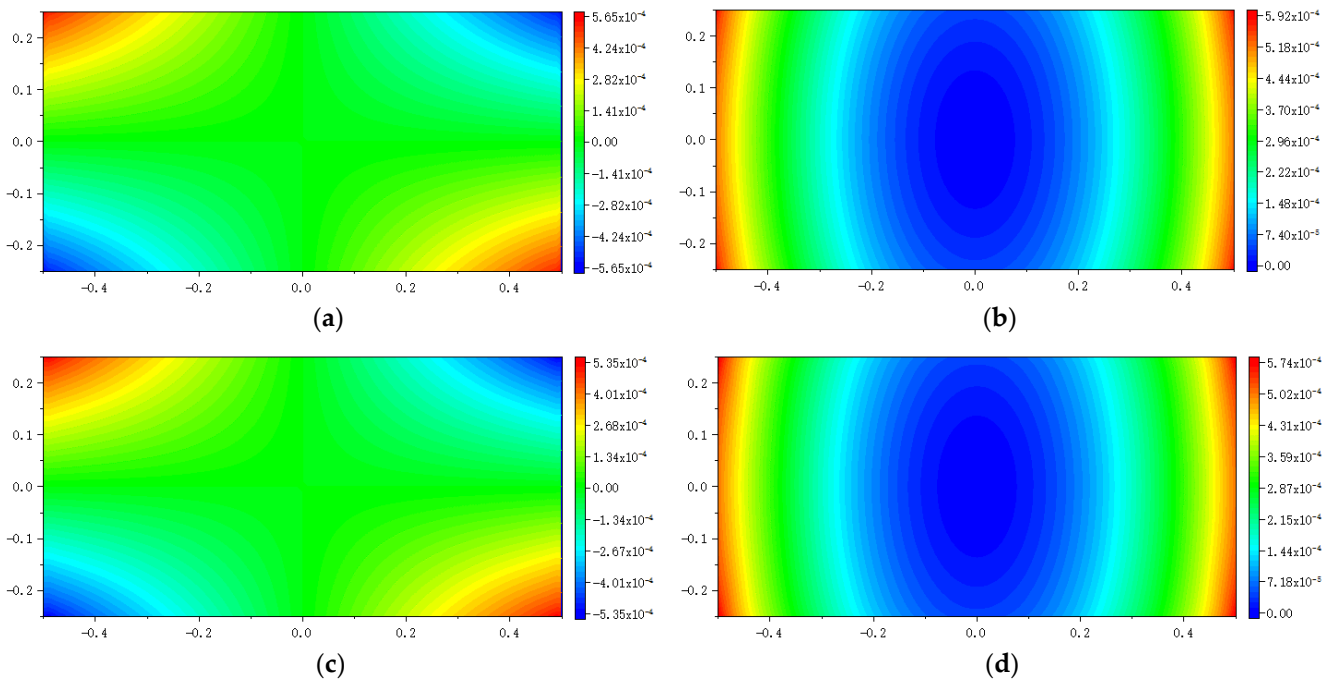 0.2
0.1
0.0
-0.1
-0.2
-0.4
-0.2
0.0
0.2
0.4
5.65x10⁻⁴
4.24x10⁻⁴
2.82x10⁻⁴
1.41x10⁻⁴
0.00
-1.41x10⁻⁴
-2.82x10⁻⁴
-4.24x10⁻⁴
-5.65x10⁻⁴
(a)
0.2
0.1
0.0
-0.1
-0.2
-0.4
-0.2
0.0
0.2
0.4
5.92x10⁻⁴
5.18x10⁻⁴
4.44x10⁻⁴
3.70x10⁻⁴
2.96x10⁻⁴
2.22x10⁻⁴
1.48x10⁻⁴
7.40x10⁻⁵
0.00
(b)
0.2
0.1
0.0
-0.1
-0.2
-0.4
-0.2
0.0
0.2
0.4
5.35x10⁻⁴
4.01x10⁻⁴
2.68x10⁻⁴
1.34x10⁻⁴
0.00
-1.34x10⁻⁴
-2.67x10⁻⁴
-4.01x10⁻⁴
-5.35x10⁻⁴
(c)
0.2
0.1
0.0
-0.1
-0.2
-0.4
-0.2
0.0
0.2
0.4
5.74x10⁻⁴
5.02x10⁻⁴
4.31x10⁻⁴
3.59x10⁻⁴
2.87x10⁻⁴
2.15x10⁻⁴
1.44x10⁻⁴
7.18x10⁻⁵
0.00
(d)